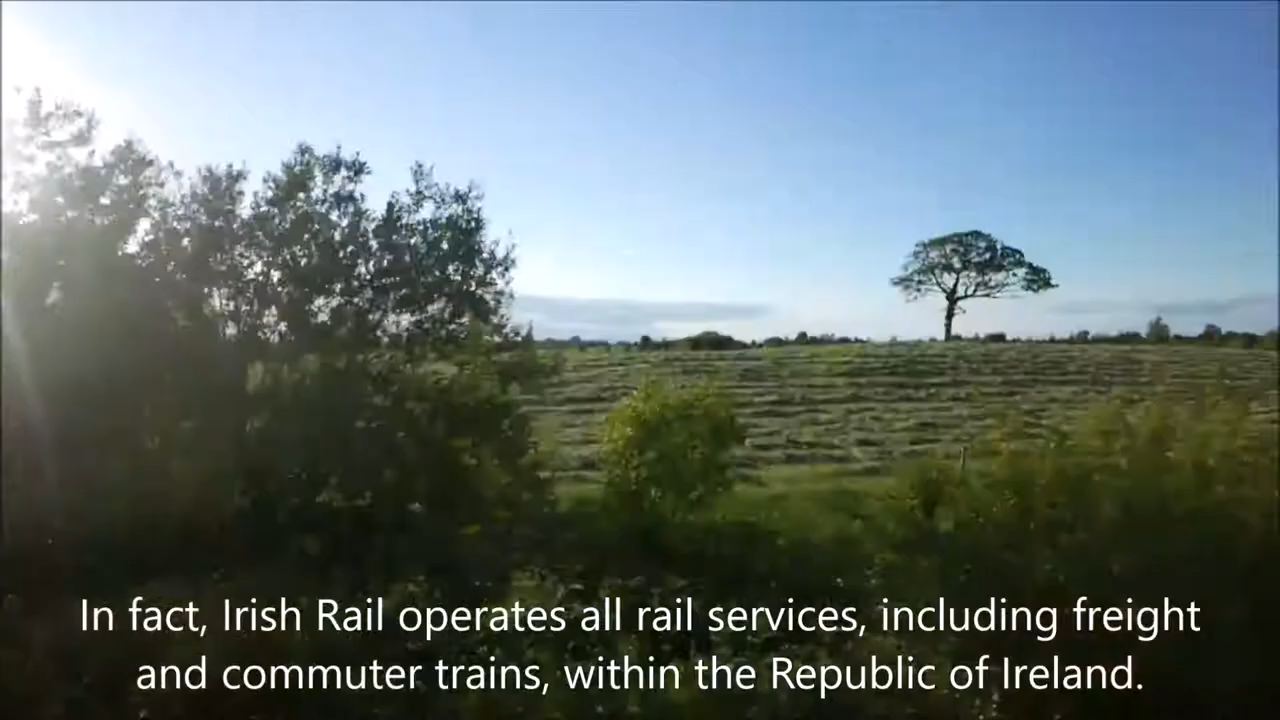 In fact, Irish Rail operates all rail services, including freight
and commuter trains, within the Republic of Ireland.